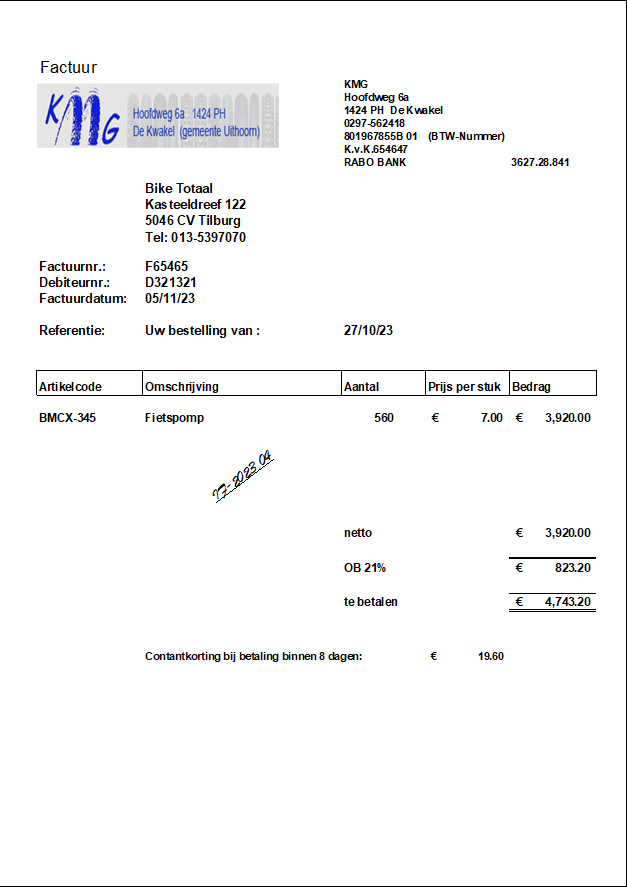 Factuur
KMG
Hoofdweg 6a 1424 PH
De Kwakel (gemeente Uithoorn)
KMG
Hoofdweg 6a
1424 PH De Kwakel
0297-562418
801967855B 01 (BTW-Nummer)
K.v.K.654647
RABO BANK 3627.28.841
Bike Totaal
Kasteeldreef 122
5046 CV Tilburg
Tel: 013-5397070
Factuurnr.: F65465
Debiteurnr.: D321321
Factuurdatum: 05/11/23
Referentie: Uw bestelling van : 27/10/23
Artikelcode Omschrijving Aantal Prijs per stuk Bedrag
BMCX-345 Fietspomp 560 € 7.00 € 3,920.00
17-2023 04
netto € 3,920.00
OB 21% € 823.20
te betalen € 4,743.20
Contantkorting bij betaling binnen 8 dagen: € 19.60